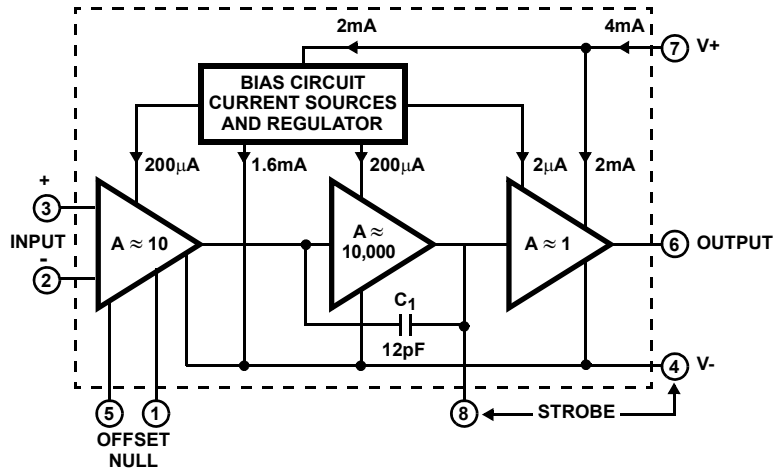 2mA
4mA
7
V+
BIAS CIRCUIT
CURRENT SOURCES
AND REGULATOR
200μA
1.6mA
200μA
2μA
2mA
+
3
INPUT
-
2
A ≈ 10
A ≈
10,000
A ≈ 1
6
OUTPUT
C1
12pF
4
V-
5
1
8
STROBE
OFFSET
NULL